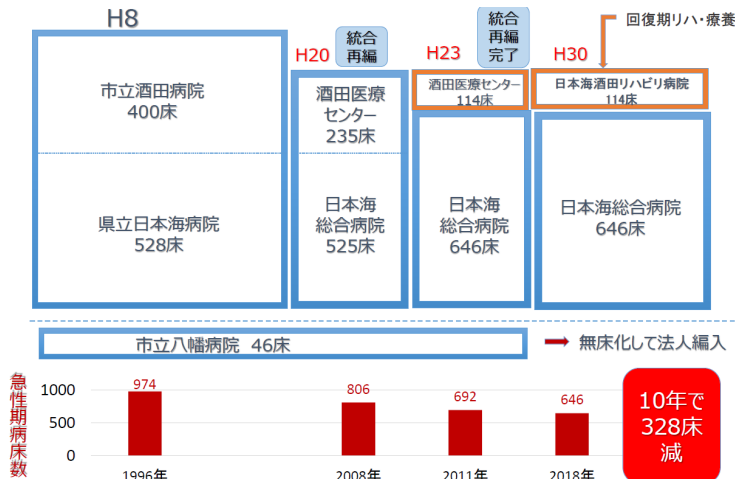 H8
市立酒田病院
400床
県立日本海病院
528床
H20
統合
再編
酒田医療
センター
235床
日本海
総合病院
525床
H23
統合
再編
完了
酒田医療センター
114床
日本海
総合病院
646床
H30
回復期リハ・療養
日本海酒田リハビリ病院
114床
日本海総合病院
646床
市立八幡病院 46床
無床化して法人編入
急性期病床数
1000
500
0
974
806
692
646
1996年
2008年
2011年
2018年
10年で
328床
減